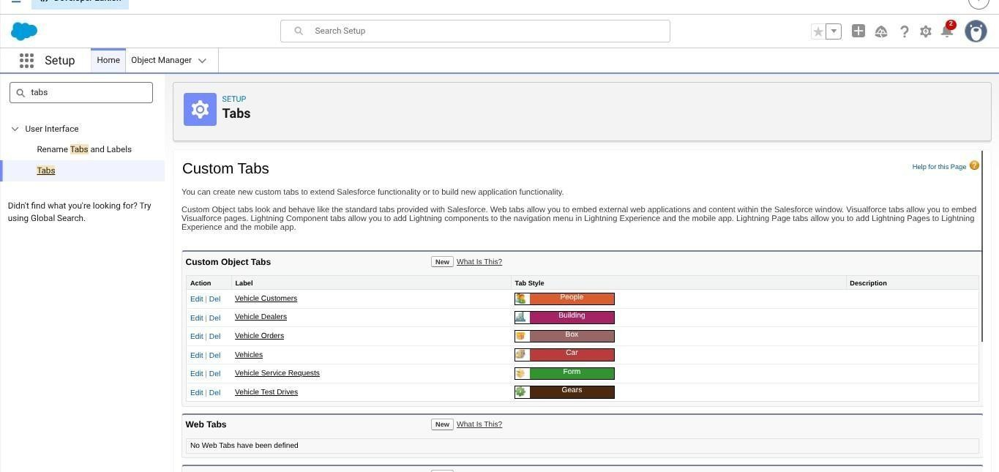 Developer Edition
Search Setup
2
Setup
Home
Object Manager
tabs
User Interface
Rename Tabs and Labels
Tabs
Didn't find what you're looking for? Try
using Global Search.
SETUP
Tabs
Custom Tabs
Help for this Page
You can create new custom tabs to extend Salesforce functionality or to build new application functionality.
Custom Object tabs look and behave like the standard tabs provided with Salesforce. Web tabs allow you to embed external web applications and content within the Salesforce window. Visualforce tabs allow you to embed
Visualforce pages. Lightning Component tabs allow you to add Lightning components to the navigation menu in Lightning Experience and the mobile app. Lightning Page tabs allow you to add Lightning Pages to Lightning
Experience and the mobile app.
Custom Object Tabs New What Is This?
Action Label Tab Style Description
Edit | Del Vehicle Customers People
Edit | Del Vehicle Dealers Building
Edit | Del Vehicle Orders Box
Edit | Del Vehicles Car
Edit | Del Vehicle Service Requests Form
Edit | Del Vehicle Test Drives Gears
Web Tabs New What Is This?
No Web Tabs have been defined